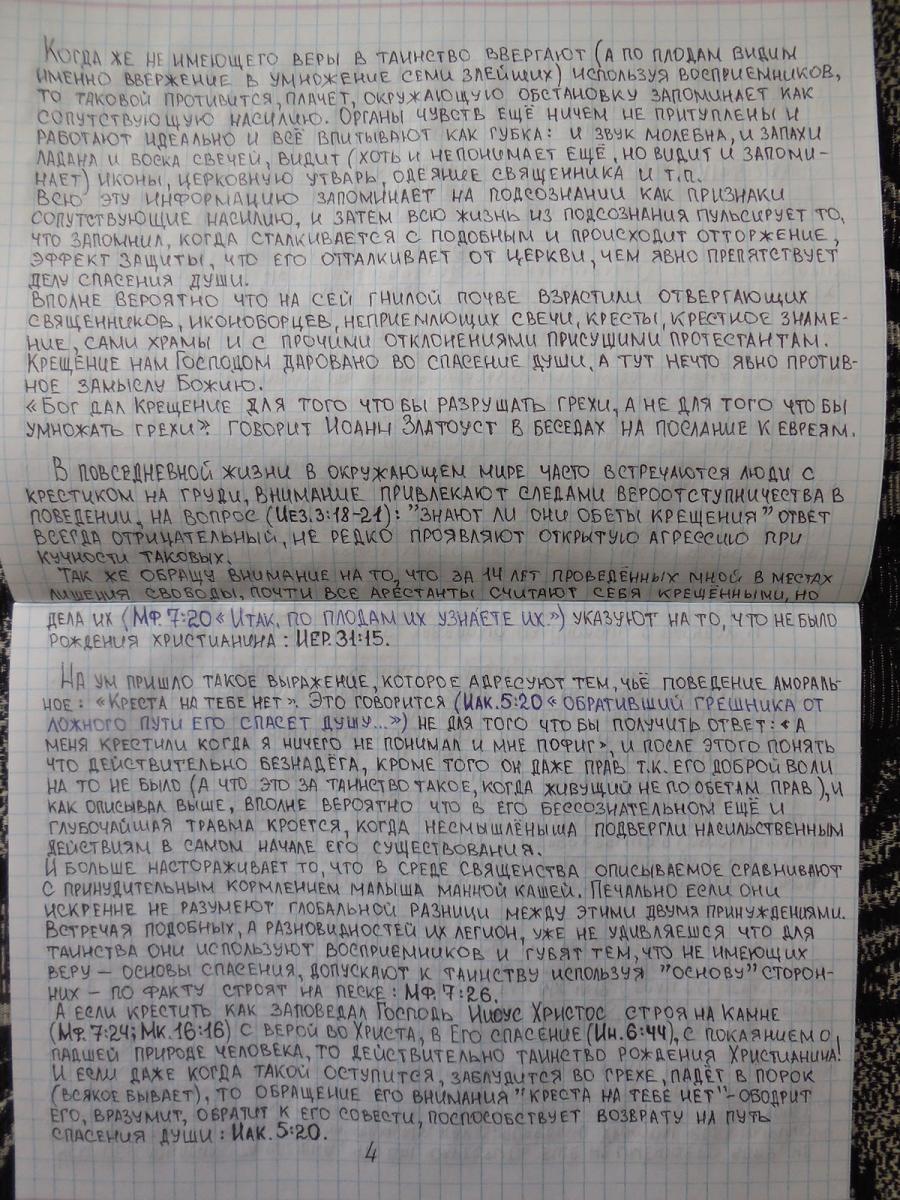 Когда же не имеющего веры в таинство ввергают (а по плодам видим
именно ввержение в умножение семи злейших) используя восприемников,
то таковой противится, плачет, окружающую обстановку запоминает как
сопутствующую насилию. Органы чувств ещё ничем не притуплены и
работают идеально и всё впитывают как губка: и звук молебна, и запахи
ладана и воска свечей, видит (хоть и непонимает ещё, но видит и запоми-
нает) иконы, церковную утварь, одеяние священника и т.п.
Всю эту информацию запоминает на подсознании как признаки
сопутствующие насилию, и затем всю жизнь из подсознания пульсирует то,
что запомнил, когда сталкивается с подобным и происходит отторжение,
эффект защиты, что его отталкивает от церкви, чем явно препятствует
делу спасения души.
Вполне вероятно что на сей гнилой почве взрастили отвергающих
священников, иконоборцев, неприемлющих свечи, кресты, крестное знаме-
ние, сами храмы и с прочими отклонениями присущими протестантам.
Крещение нам Господом даровано во спасение души, а тут нечто явно против-
ное замыслу Божию.
«Бог дал Крещение для того что бы разрушать грехи, а не для того что бы
умножать грехи». говорит Иоанн Златоуст в беседах на послание к евреям.
В повседневной жизни в окружающем мире часто встречаются люди с
крестиком на груди, внимание привлекают следами вероотступничества в
поведении, на вопрос (Иез.3:18-21): "знают ли они обеты крещения" ответ
всегда отрицательный, не редко проявляют открытую агрессию при
кучности таковых.
Так же обращу внимание на то, что за 14 лет проведённых мной в местах
лишения свободы, почти все арестанты считают себя крещёнными, но
дела их (Мф.7:20 «Итак, по плодам их узнаете их.») указуют на то, что не было
рождения христианина: Иер.31:15.
На ум пришло такое выражение, которое адресуют тем, чьё поведение амораль-
ное: «Креста на тебе нет». Это говорится (Иак.5:20 «обративший грешника от
ложного пути его спасет душу...») не для того что бы получить ответ: «а
меня крестили когда я ничего не понимал и мне пофиг», и после этого понять
что действительно безнадёга, кроме того он даже прав т.к. его доброй воли
на то не было (а что это за таинство такое, когда живущий не по обетам прав), и
как описывал выше, вполне вероятно что в его бессознательном ещё и
глубочайшая травма кроется, когда несмышлёныша подвергли насильственным
действиям в самом начале его существования.
И больше настораживает то, что в среде священства описываемое сравнивают
с принудительным кормлением малыша манной кашей. Печально если они
искренне не разумеют глобальной разницы между этими двумя принуждениями.
Встречая подобных, а разновидностей их легион, уже не удивляешся что для
таинства они используют восприемников и губят тем, что не имеющих
веру – основы спасения, допускают к таинству используя "основу" сторон-
них – по факту строят на песке: Мф.7:26.
А если крестить как заповедал Господь Иисус Христос строя на Камне
(Мф.7:24; Мк.16:16) с верой во Христа, в Его спасение (Ин.6:44), с покаянием о
падшей природе человека, то действительно таинство рождения Христианина!
И если даже когда такой оступится, заблудится во грехе, падёт в порок
(всякое бывает), то обращение его внимания "креста на тебе нет" - ободрит
его, вразумит, обратит к его совести, поспособствует возврату на путь
спасения души: Иак.5:20.
4